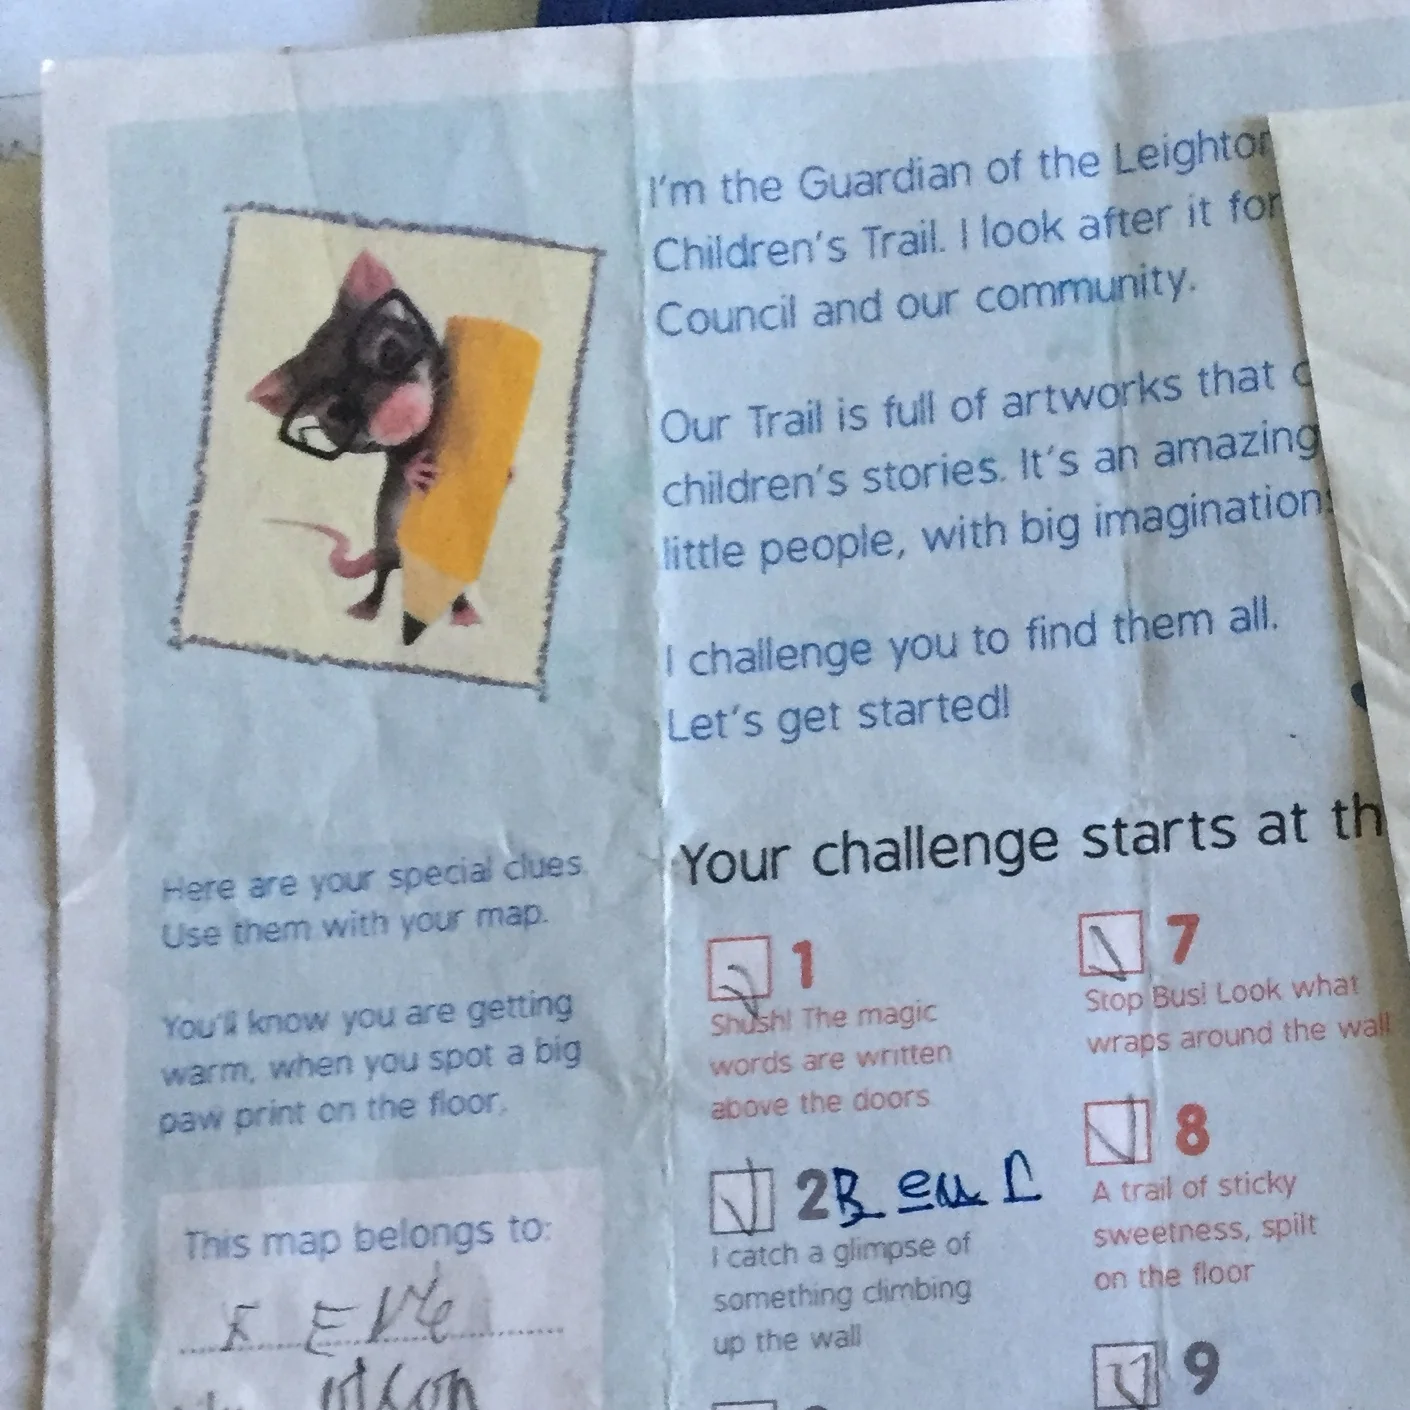 I'm the Guardian of the Leighton
Children's Trail. I look after it for
Council and our community.
Our Trail is full of artworks that
children's stories. It's an amazing
little people, with big imaginations
I challenge you to find them all.
Let's get started!
Here are your special clues.
Use them with your map.
You'll know you are getting
warm, when you spot a big
paw print on the floor.
This map belongs to:
Your challenge starts at th
1
Shush! The magic
words are written
above the doors
2
I catch a glimpse of
something climbing
up the wall
7
Stop Bus! Look what
wraps around the wall
8
A trail of sticky
sweetness, spilt
on the floor
9